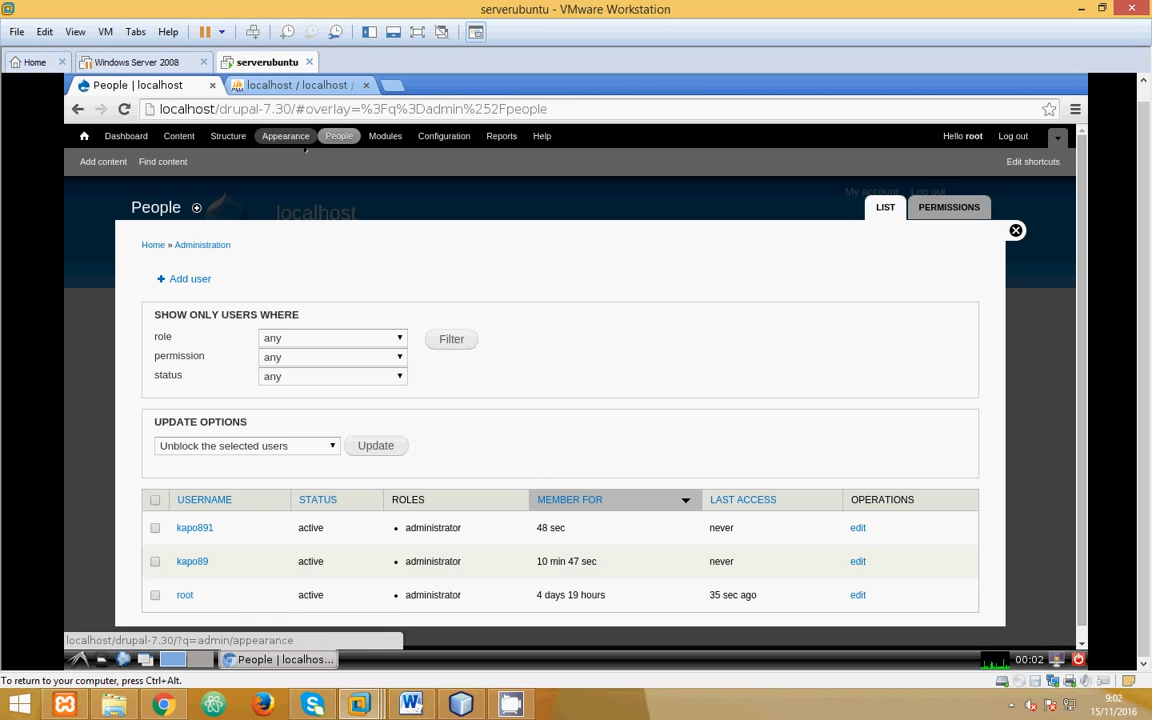 serverubuntu - VMware Workstation
File Edit View VM Tabs Help
Home Windows Server 2008 serverubuntu
People | localhost localhost / localhost /
localhost/drupal-7.30/#overlay=%3Fq%3Dadmin%252Fpeople
Dashboard Content Structure Appearance People Modules Configuration Reports Help Hello root Log out
Add content Find content Edit shortcuts
My account Log out
People localhost LIST PERMISSIONS
Home » Administration
+ Add user
SHOW ONLY USERS WHERE
role any Filter
permission any
status any
UPDATE OPTIONS
Unblock the selected users Update
USERNAME STATUS ROLES MEMBER FOR LAST ACCESS OPERATIONS
kapo891 active • administrator 48 sec never edit
kapo89 active • administrator 10 min 47 sec never edit
root active • administrator 4 days 19 hours 35 sec ago edit
localhost/drupal-7.30/?q=admin/appearance
People | localhos... 00:02
To return to your computer, press Ctrl+Alt.
9:02
15/11/2016